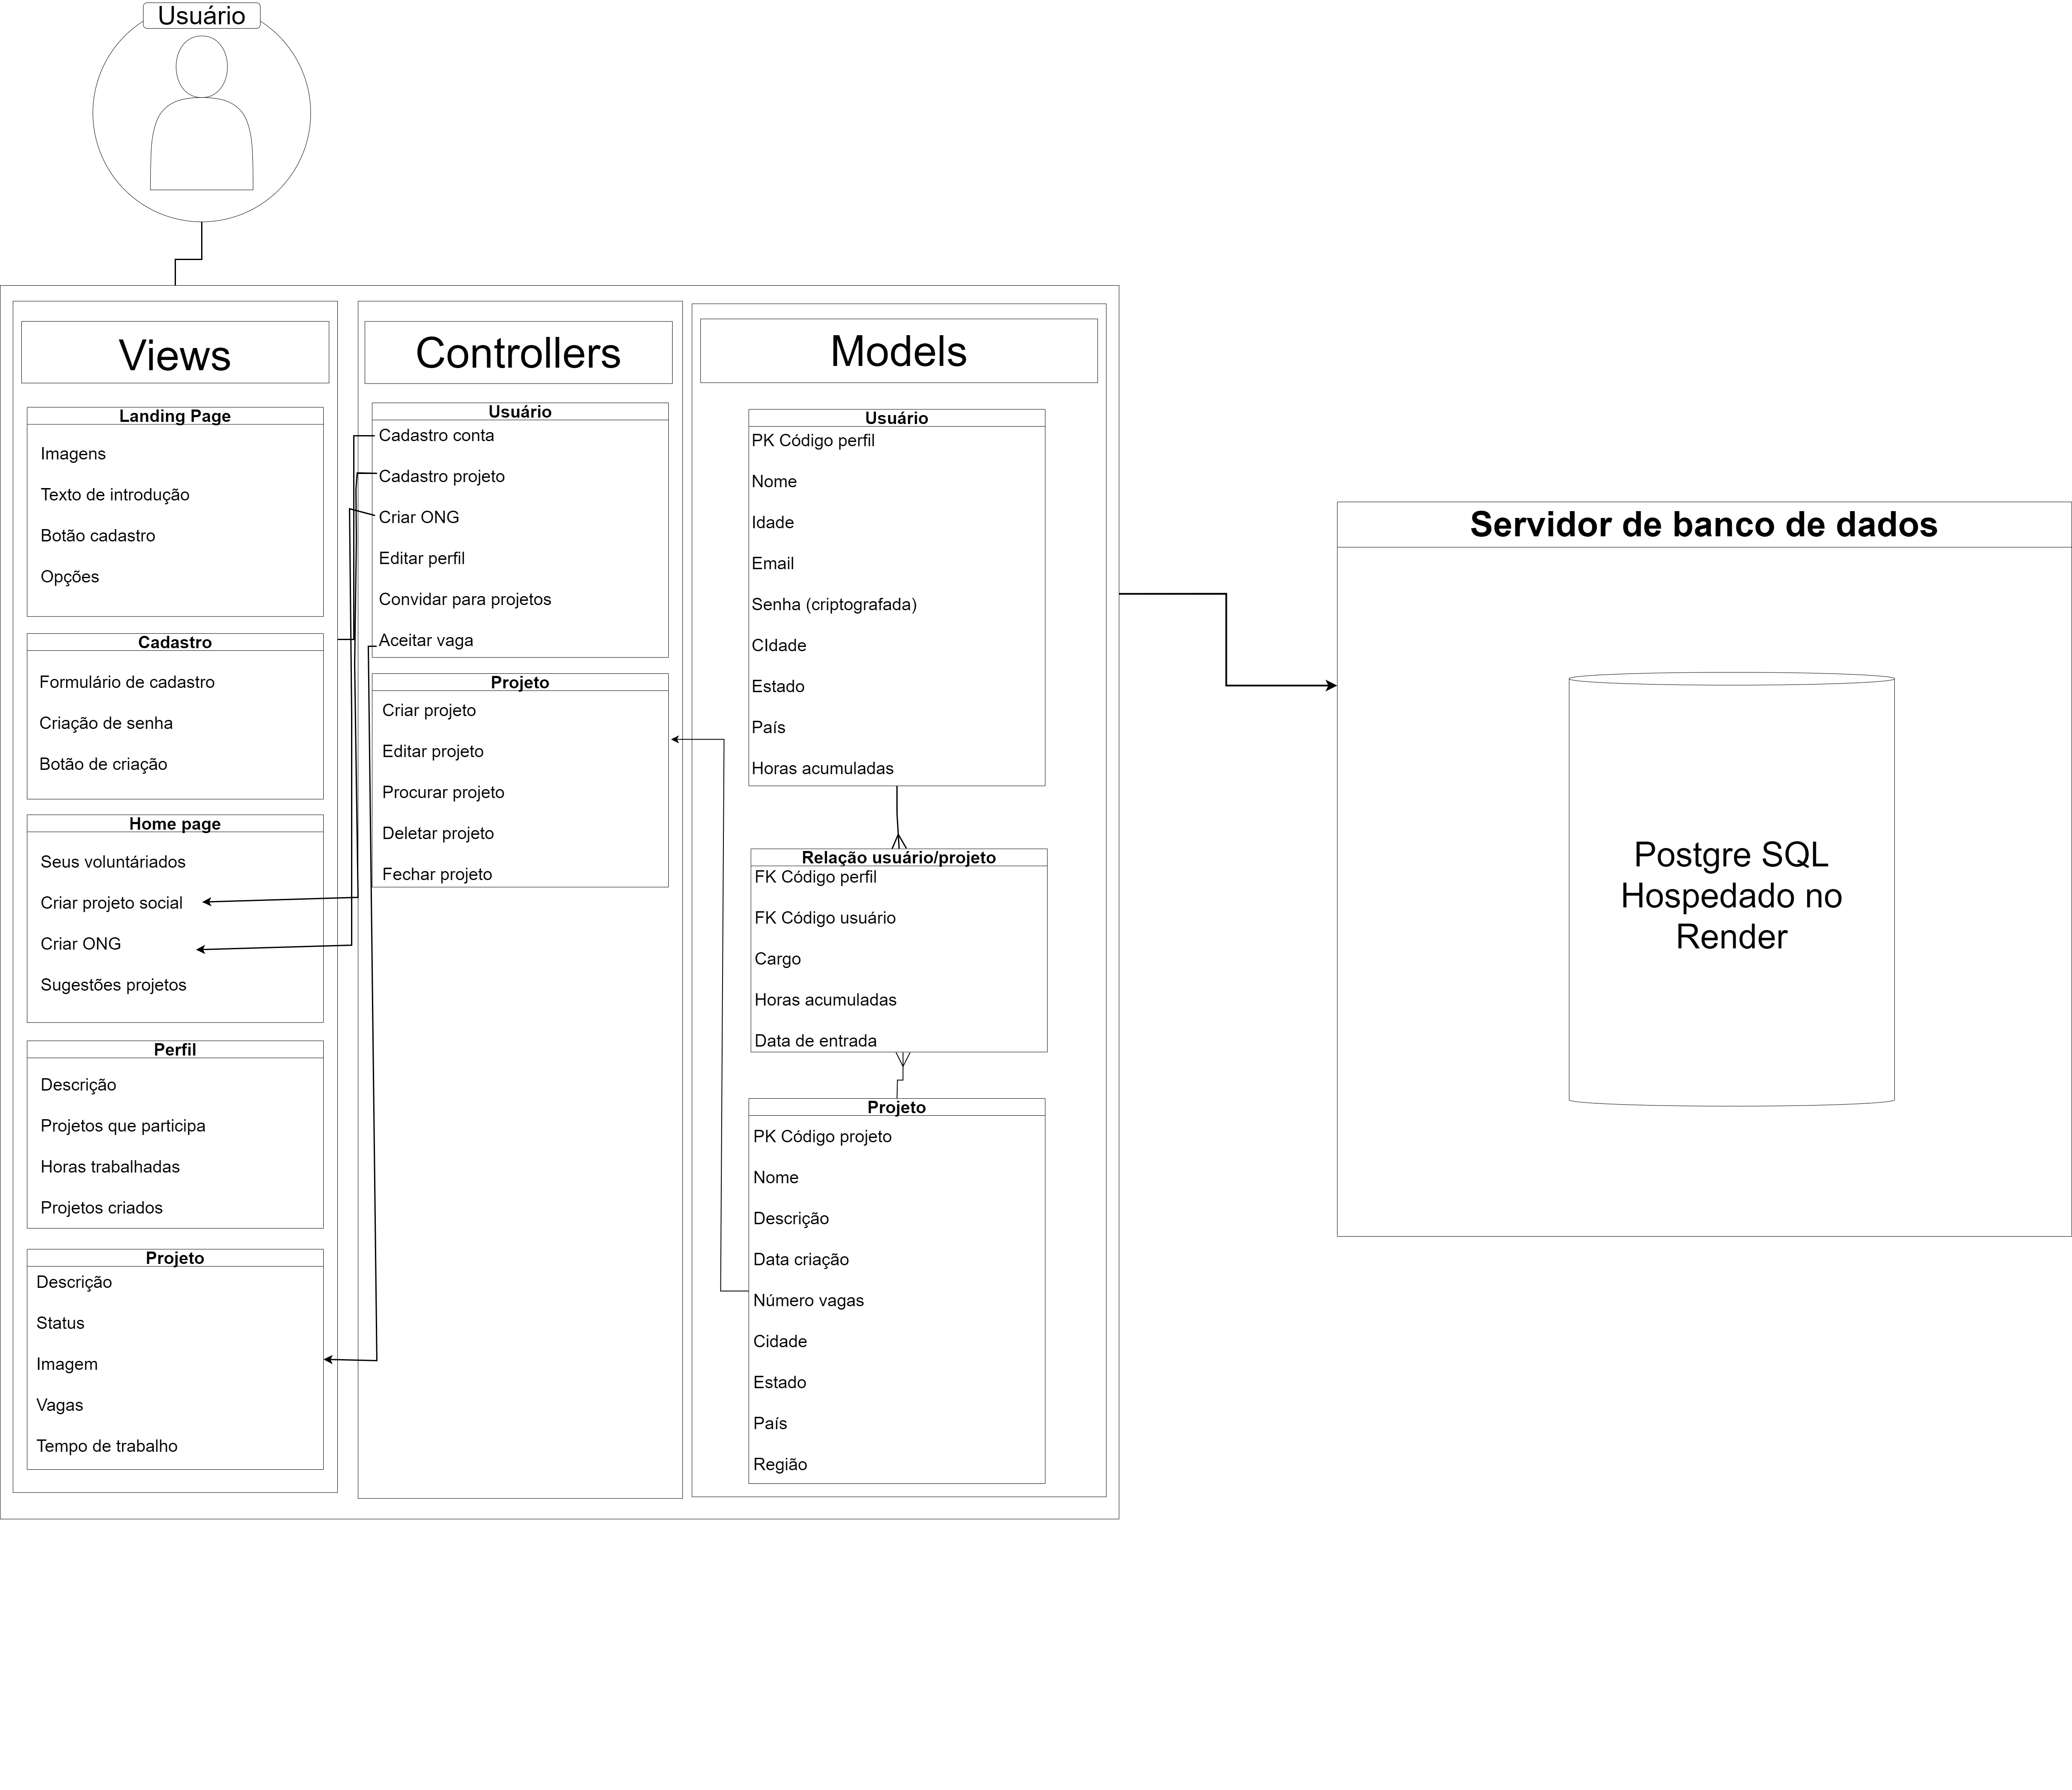 Usuário
Views
Landing Page
Imagens
Texto de introdução
Botão cadastro
Opções
Cadastro
Formulário de cadastro
Criação de senha
Botão de criação
Home page
Seus voluntáriados
Criar projeto social
Criar ONG
Sugestões projetos
Perfil
Descrição
Projetos que participa
Horas trabalhadas
Projetos criados
Projeto
Descrição
Status
Imagem
Vagas
Tempo de trabalho
Controllers
Usuário
Cadastro conta
Cadastro projeto
Criar ONG
Editar perfil
Convidar para projetos
Aceitar vaga
Projeto
Criar projeto
Editar projeto
Procurar projeto
Deletar projeto
Fechar projeto
Models
Usuário
PK Código perfil
Nome
Idade
Email
Senha (criptografada)
CIdade
Estado
País
Horas acumuladas
Relação usuário/projeto
FK Código perfil
FK Código usuário
Cargo
Horas acumuladas
Data de entrada
Projeto
PK Código projeto
Nome
Descrição
Data criação
Número vagas
Cidade
Estado
País
Região
Servidor de banco de dados
Postgre SQL
Hospedado no
Render